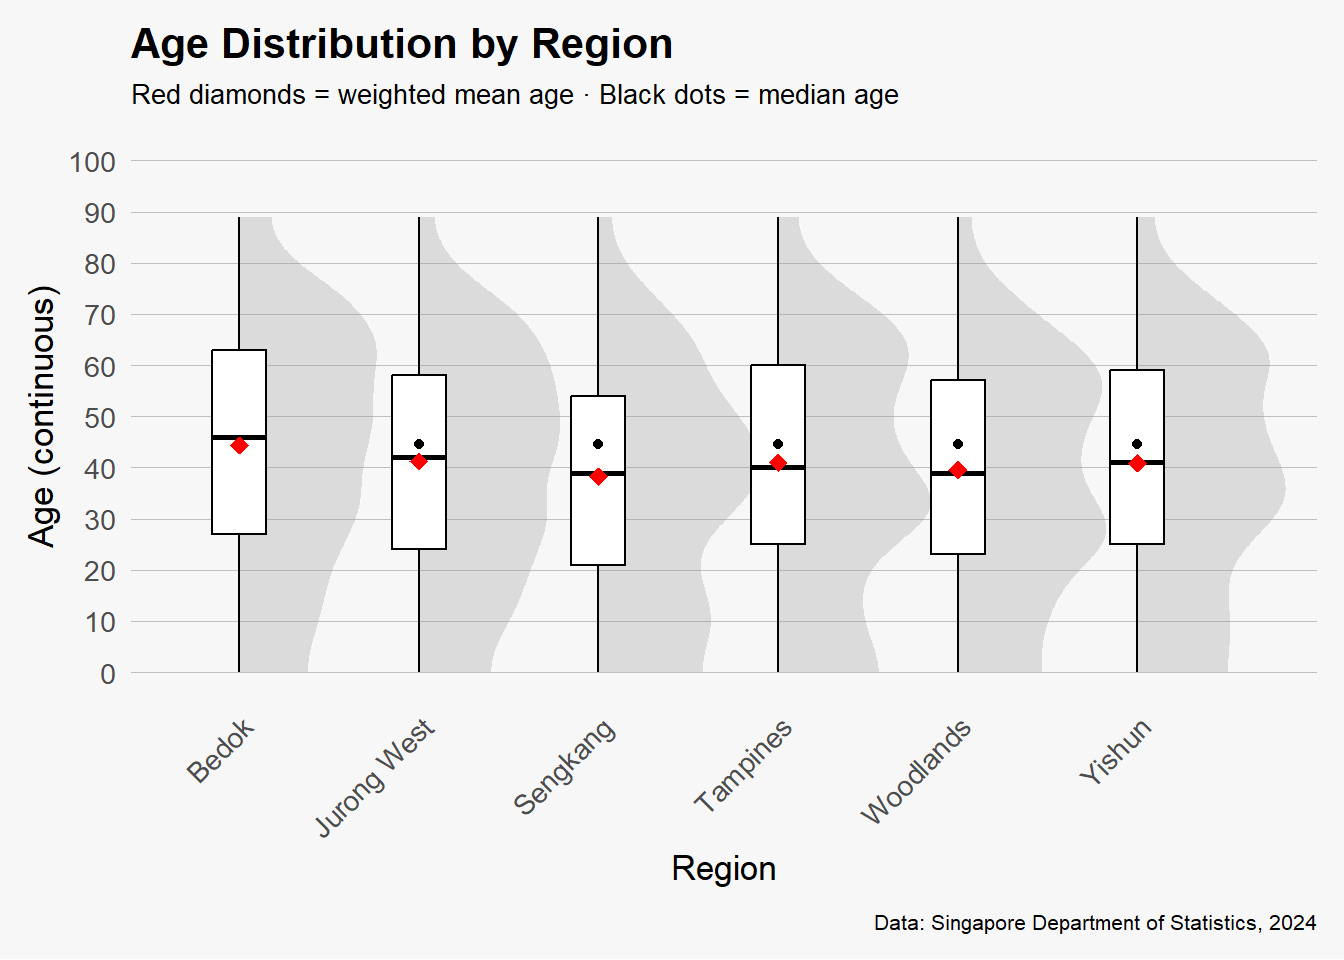 Age Distribution by Region
Red diamonds = weighted mean age · Black dots = median age
Age (continuous)
100
90
80
70
60
50
40
30
20
10
0
Bedok
Jurong West
Sengkang
Tampines
Woodlands
Yishun
Region
Data: Singapore Department of Statistics, 2024